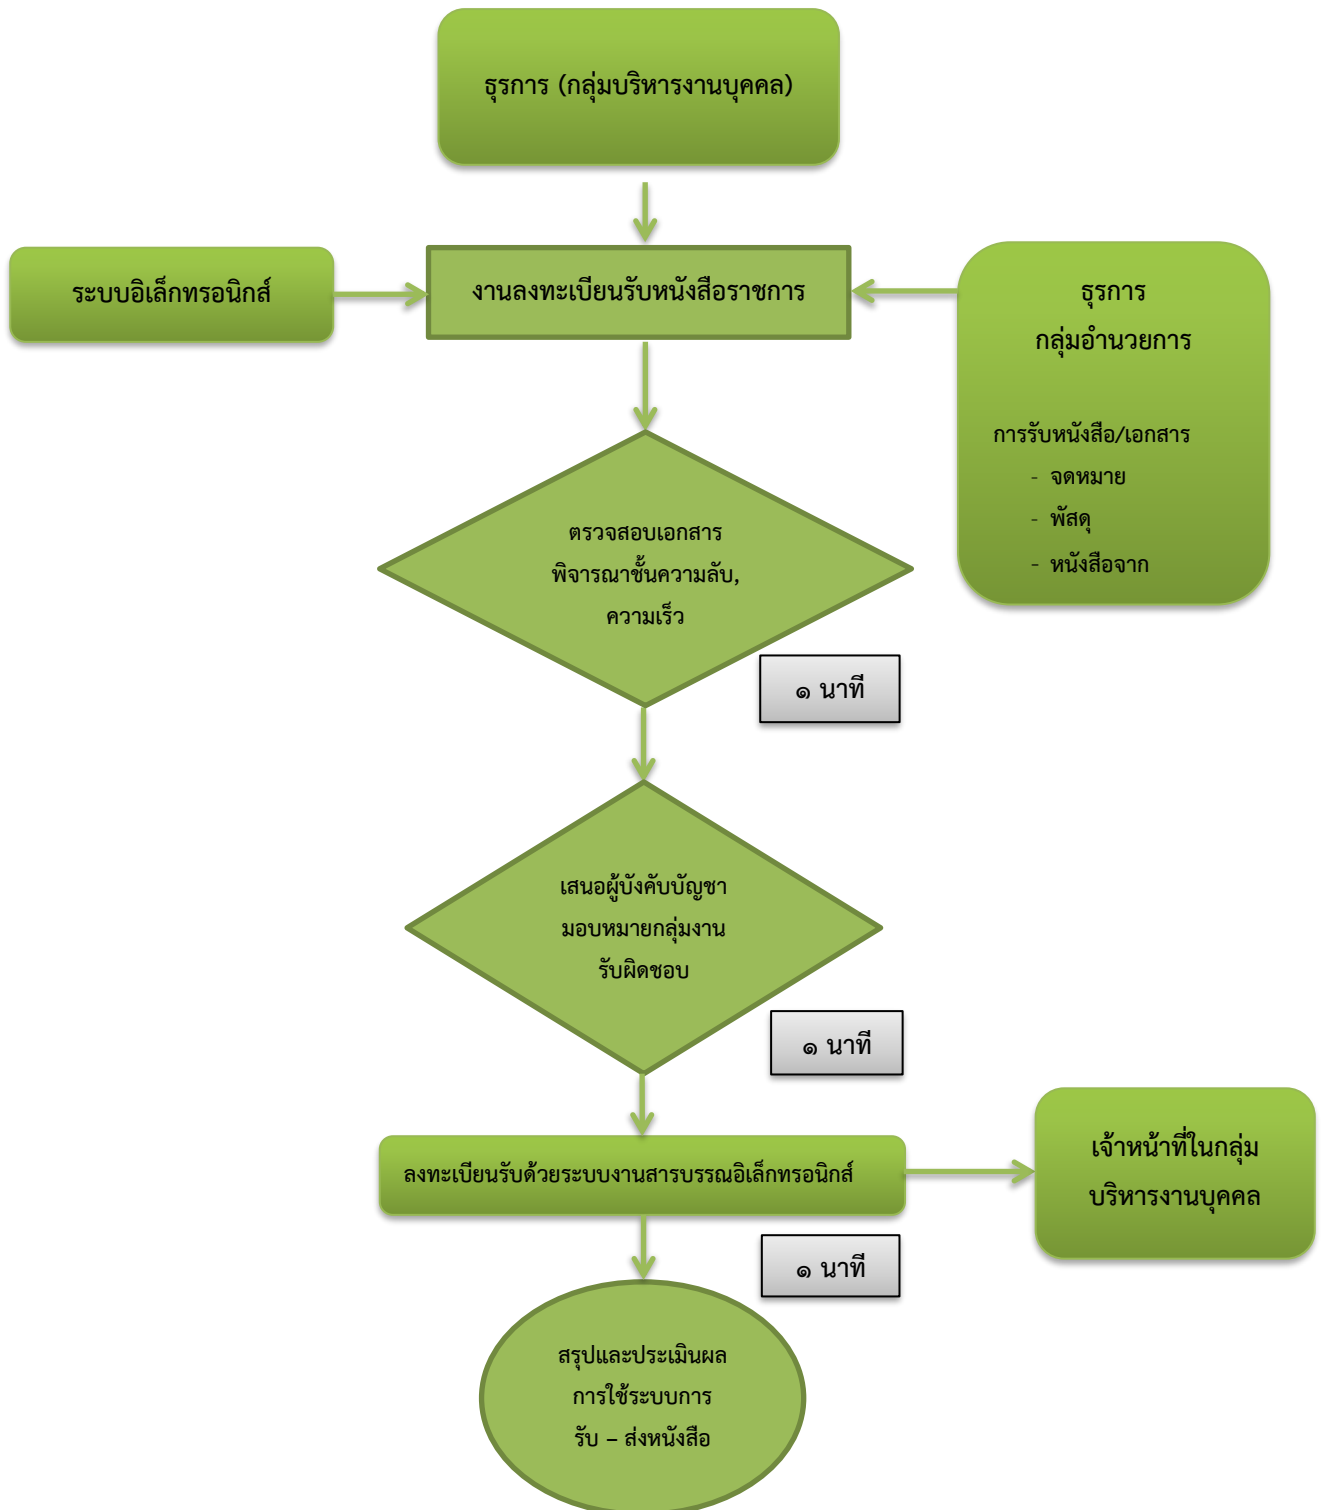 ธุรการ (กลุ่มบริหารงานบุคคล)
ระบบอิเล็กทรอนิกส์
งานลงทะเบียนรับหนังสือราชการ
ธุรการ
กลุ่มอำนวยการ
การรับหนังสือ/เอกสาร
- จดหมาย
- พัสดุ
- หนังสือจาก
ตรวจสอบเอกสาร
พิจารณาชั้นความลับ,
ความเร็ว
๑ นาที
เสนอผู้บังคับบัญชา
มอบหมายกลุ่มงาน
รับผิดชอบ
๑ นาที
ลงทะเบียนรับด้วยระบบงานสารบรรณอิเล็กทรอนิกส์
เจ้าหน้าที่ในกลุ่ม
บริหารงานบุคคล
๑ นาที
สรุปและประเมินผล
การใช้ระบบการ
รับ – ส่งหนังสือ